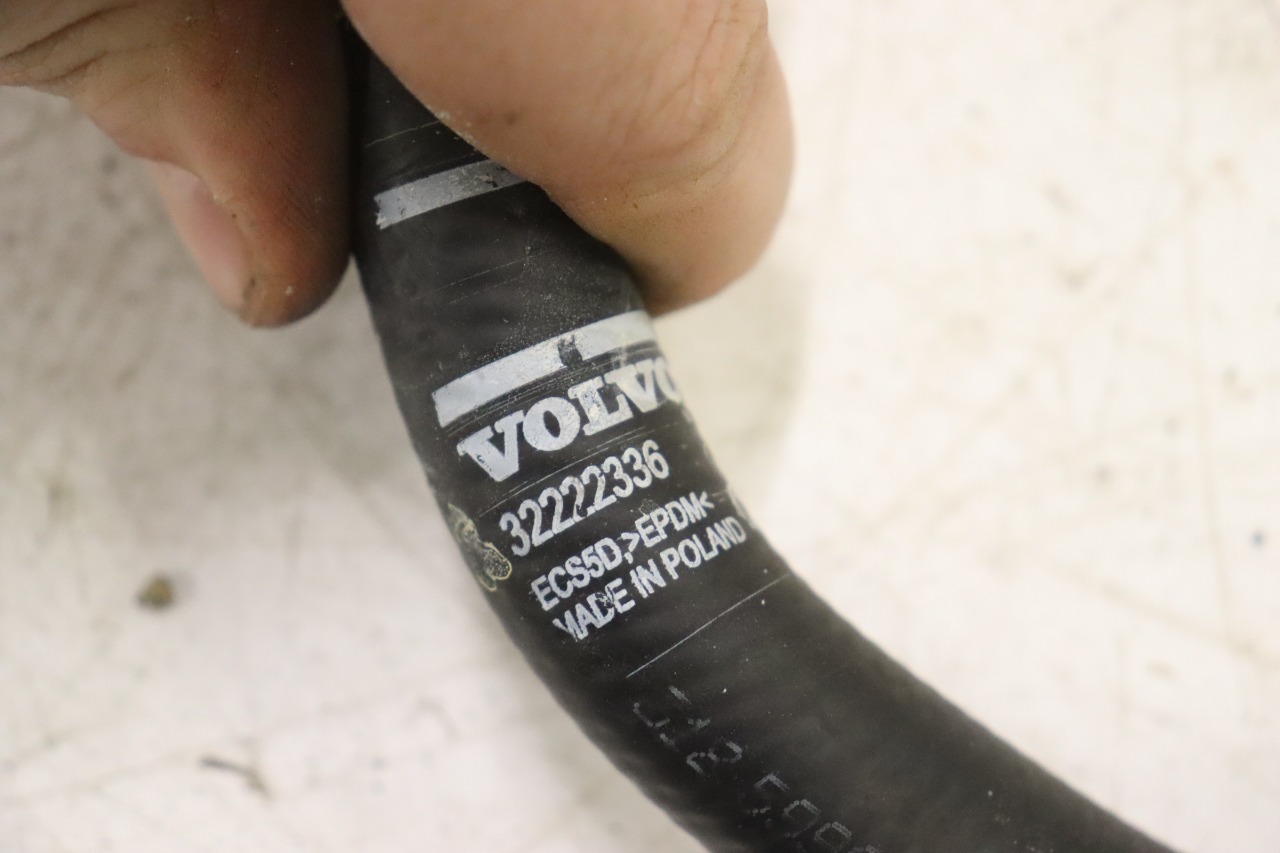 VOLVO
32222336
ECS5D,>EPDM<
MADE IN POLAND